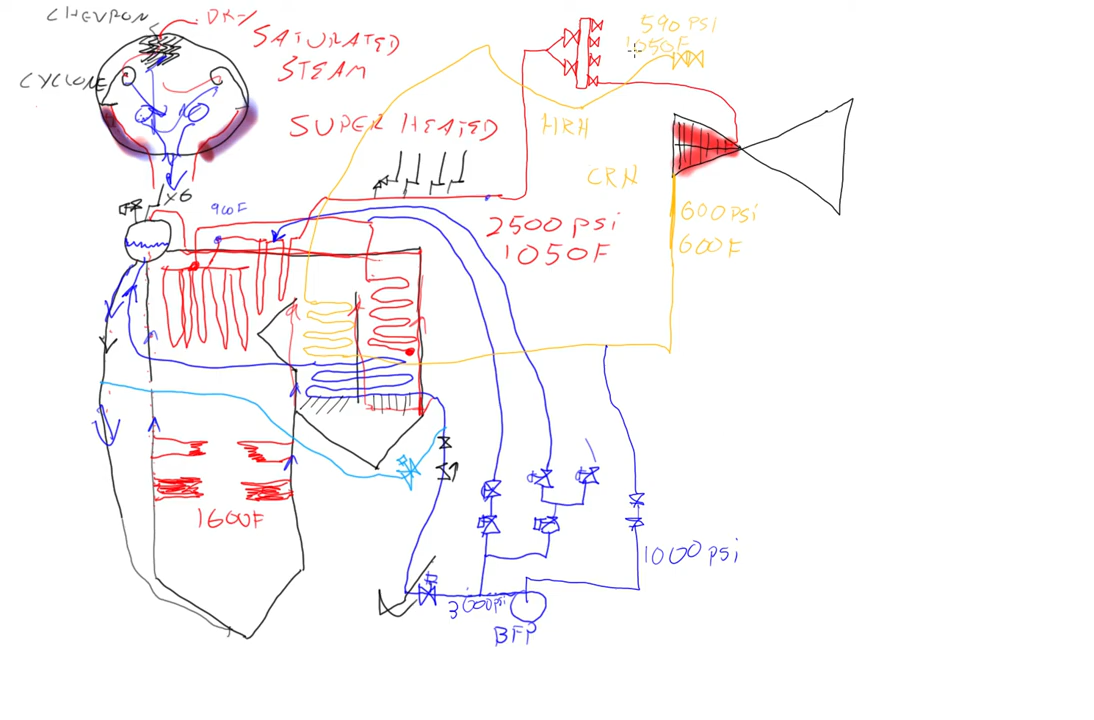 CHEVRON
DRY
SATURATED
STEAM
CYCLONE
SUPER HEATED
X6
900F
590 PSI
1050F
HRH
CRH
600 PSI
600F
2500 PSI
1050F
1600F
1000 PSI
3000 PSI
BFP